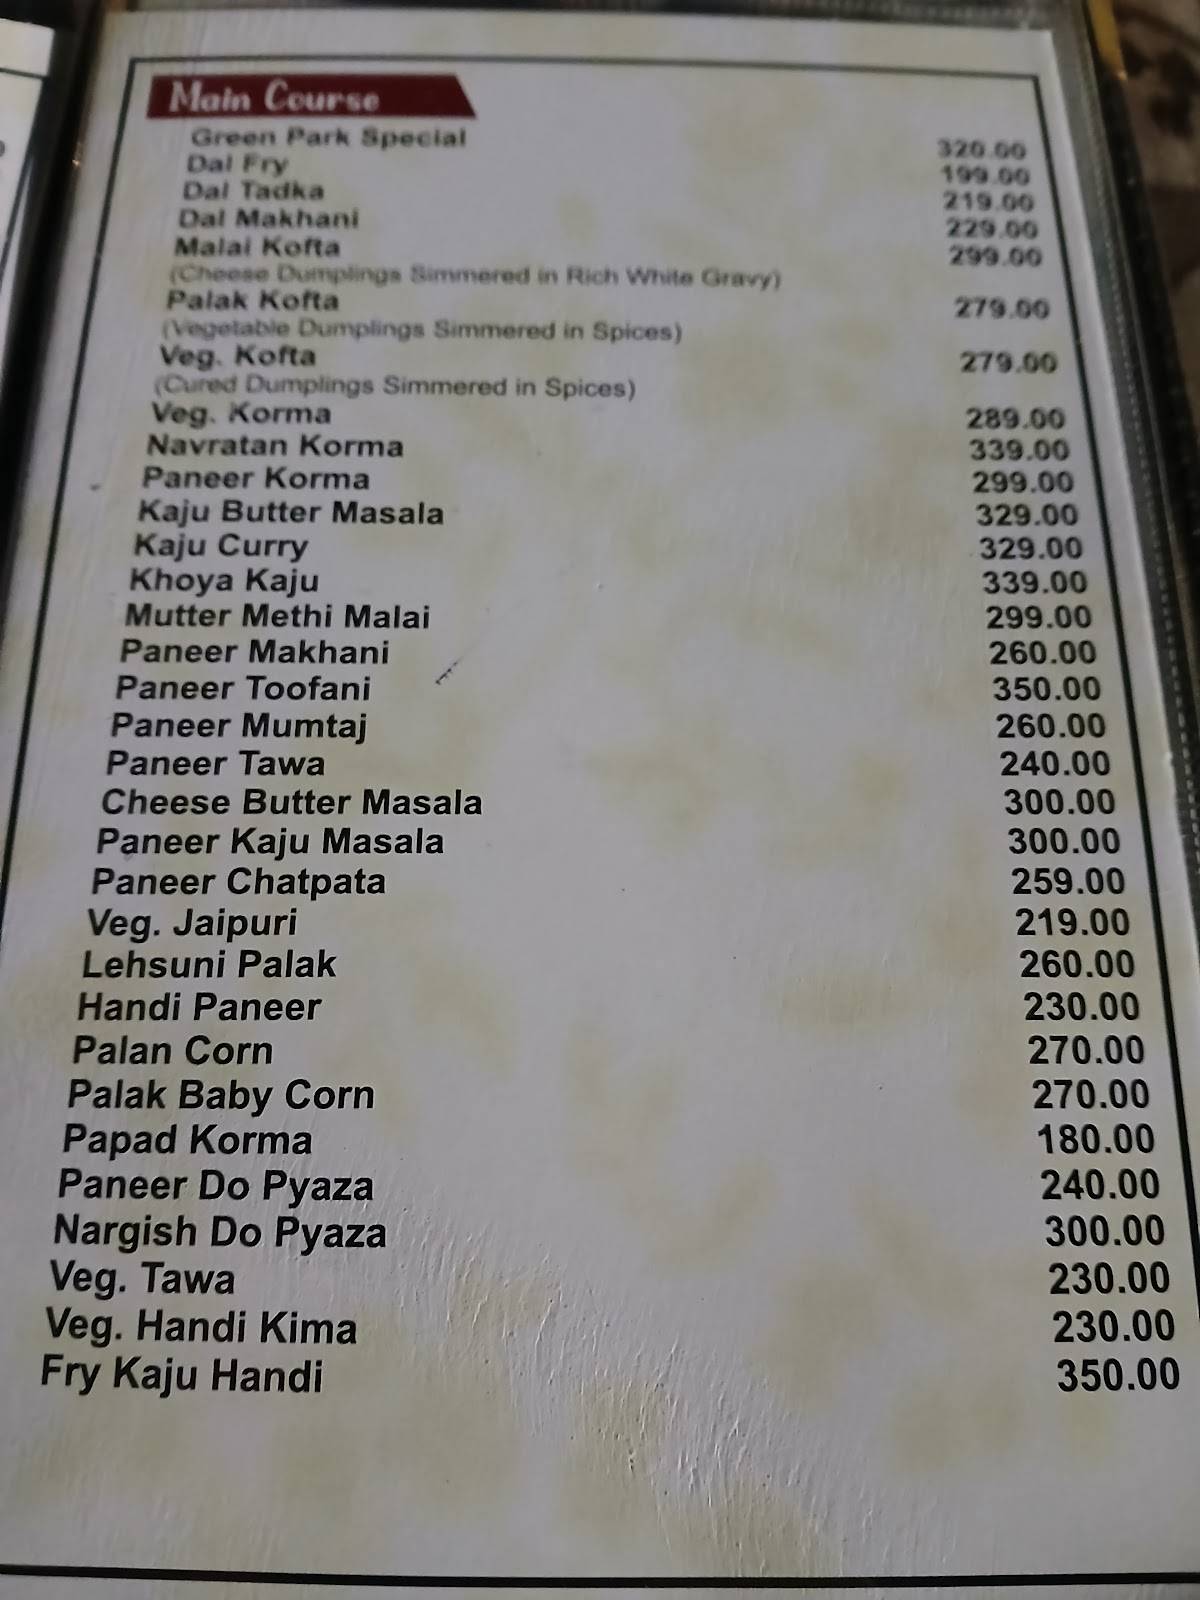 Main Course
Green Park Special 320.00
Dal Fry 199.00
Dal Tadka 219.00
Dal Makhani 229.00
Malai Kofta 299.00
(Cheese Dumplings Simmered in Rich White Gravy)
Palak Kofta 279.00
(Vegetable Dumplings Simmered in Spices)
Veg. Kofta 279.00
(Cured Dumplings Simmered in Spices)
Veg. Korma 289.00
Navratan Korma 339.00
Paneer Korma 299.00
Kaju Butter Masala 329.00
Kaju Curry 329.00
Khoya Kaju 339.00
Mutter Methi Malai 299.00
Paneer Makhani 260.00
Paneer Toofani 350.00
Paneer Mumtaj 260.00
Paneer Tawa 240.00
Cheese Butter Masala 300.00
Paneer Kaju Masala 300.00
Paneer Chatpata 259.00
Veg. Jaipuri 219.00
Lehsuni Palak 260.00
Handi Paneer 230.00
Palan Corn 270.00
Palak Baby Corn 270.00
Papad Korma 180.00
Paneer Do Pyaza 240.00
Nargish Do Pyaza 300.00
Veg. Tawa 230.00
Veg. Handi Kima 230.00
Fry Kaju Handi 350.00